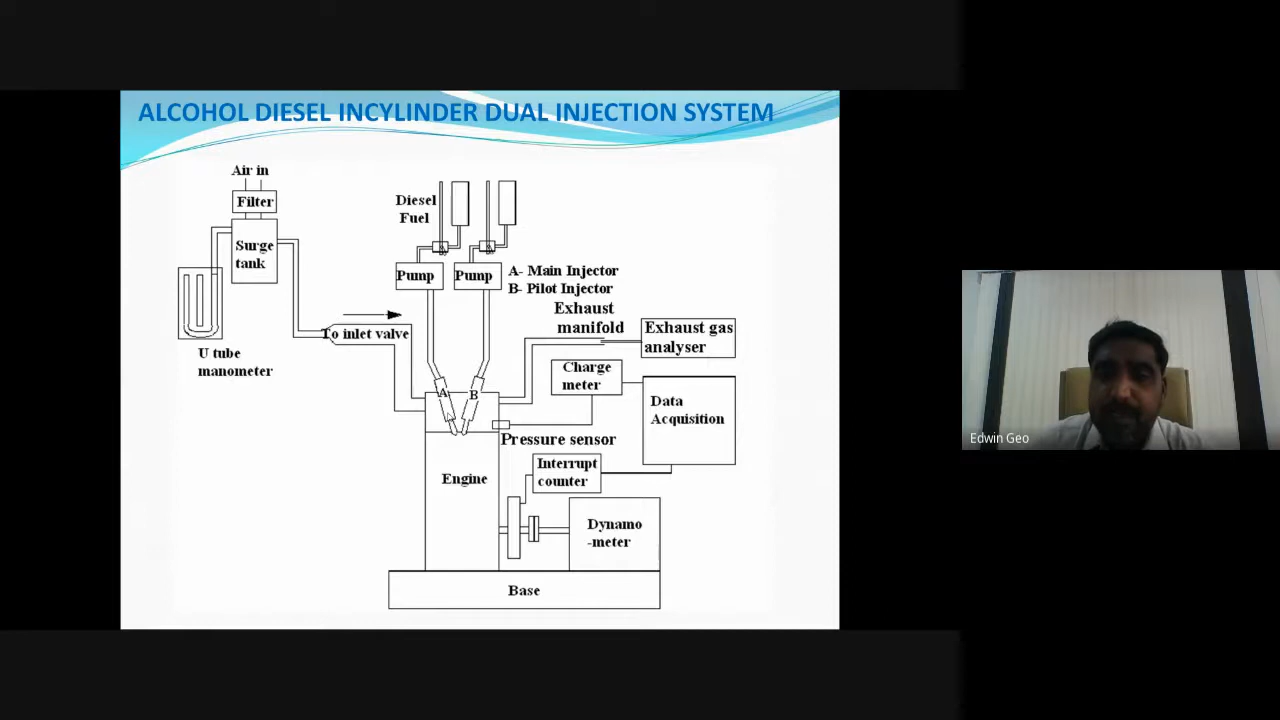 ALCOHOL DIESEL INCYLINDER DUAL INJECTION SYSTEM
Air in
Filter
Surge
tank
U tube
manometer
To inlet valve
Diesel
Fuel
Pump
Pump
A- Main Injector
B- Pilot Injector
Exhaust
manifold
Exhaust gas
analyser
Charge
meter
Data
Acquisition
A
B
Pressure sensor
Interrupt
counter
Engine
Dynamo
-meter
Base
Edwin Geo